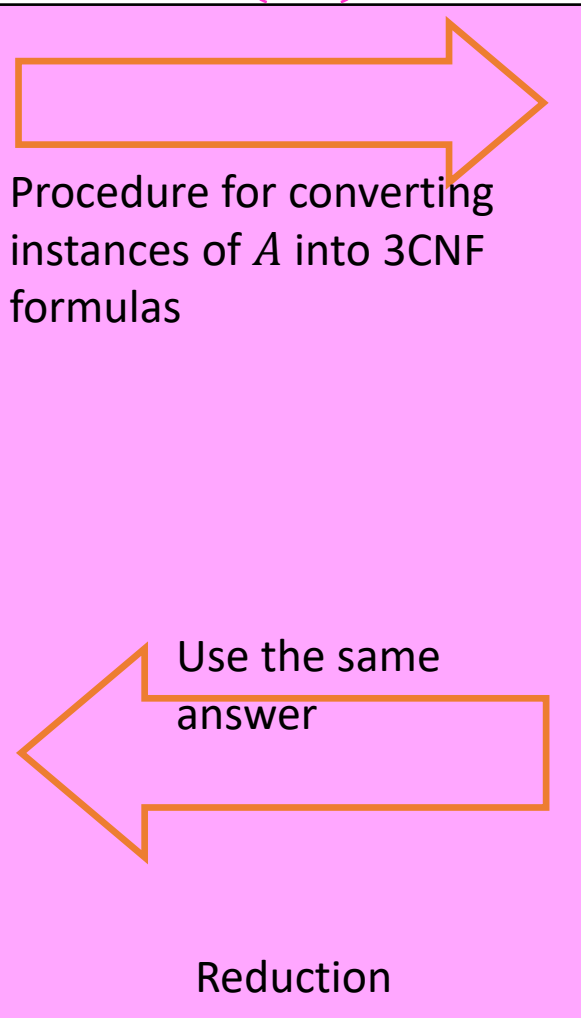 Procedure for converting
instances of 𝐴 into 3CNF
formulas
Use the same
answer
Reduction